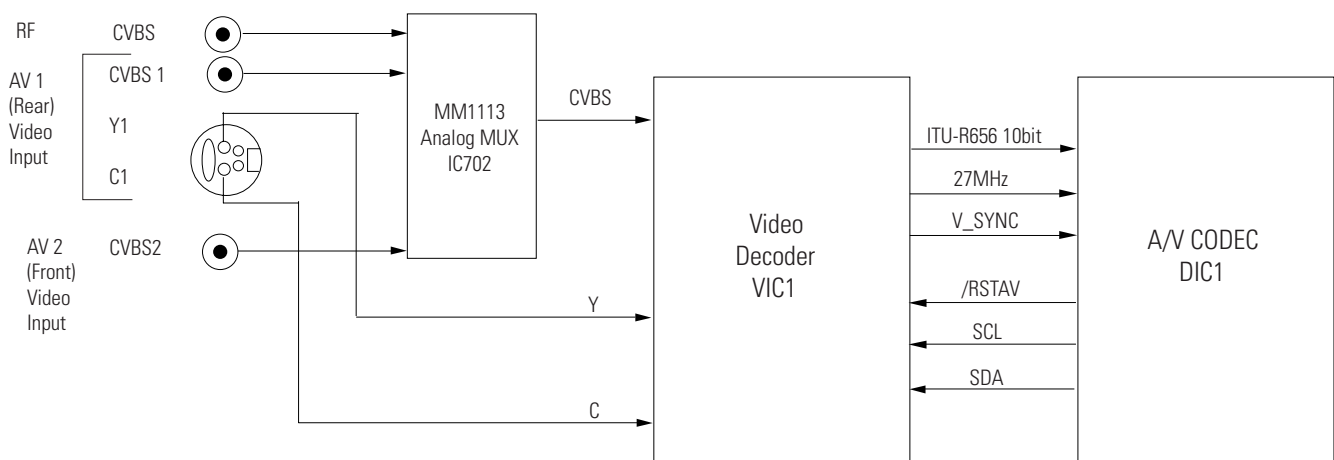 RF
CVBS
AV 1
(Rear)
Video
Input
CVBS 1
Y1
C1
AV 2
(Front)
Video
Input
CVBS2
MM1113
Analog MUX
IC702
CVBS
Y
C
Video
Decoder
VIC1
ITU-R656 10bit
27MHz
V_SYNC
/RSTAV
SCL
SDA
A/V CODEC
DIC1